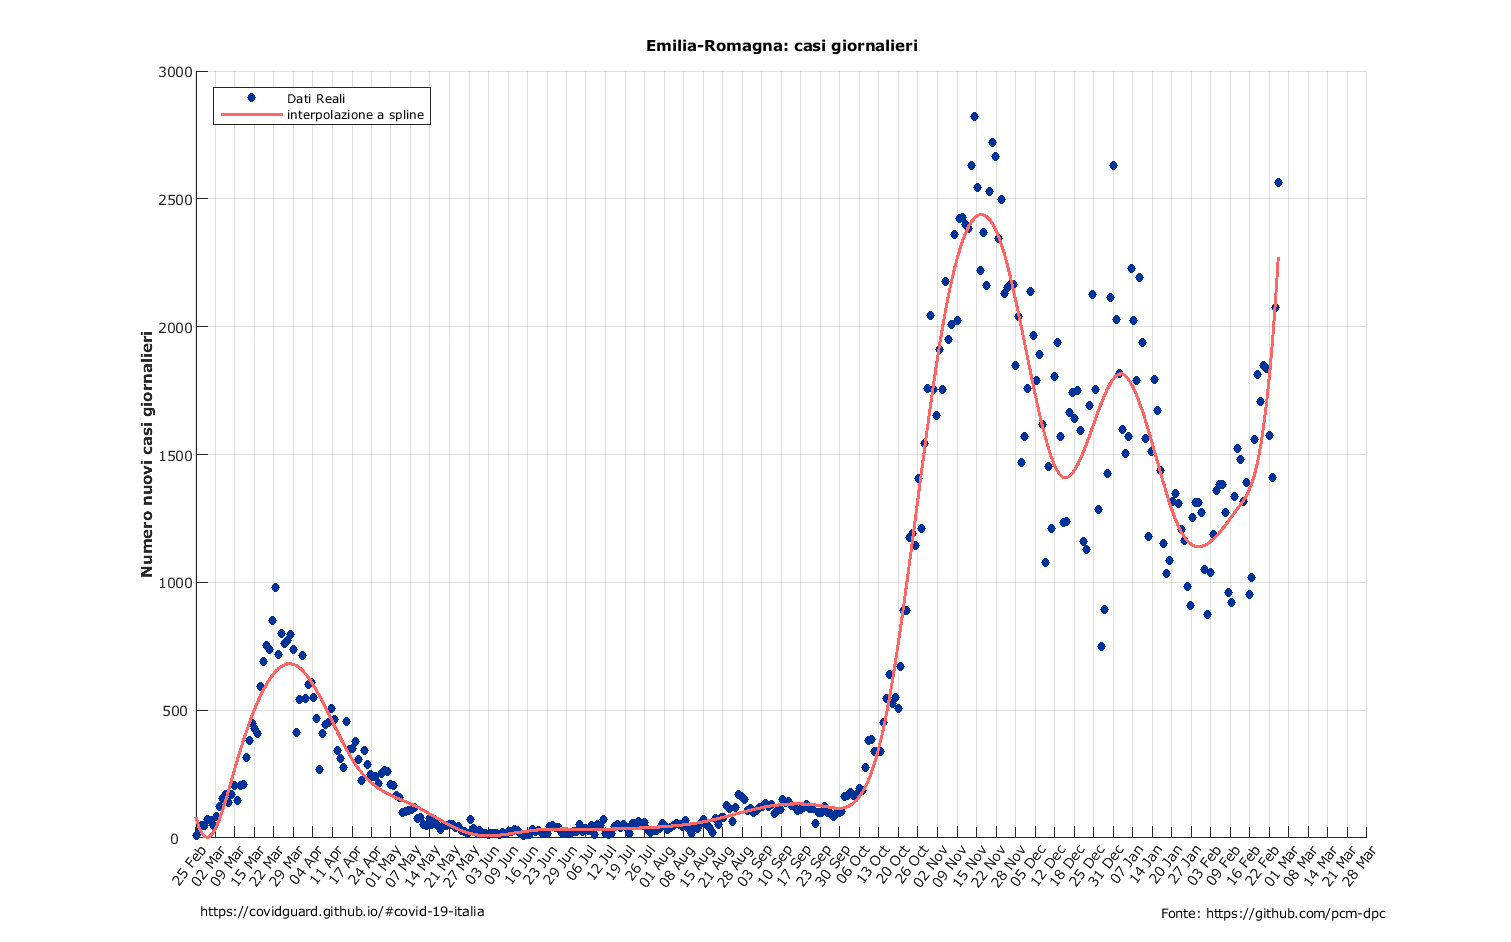 Emilia-Romagna: casi giornalieri
Dati Reali
interpolazione a spline
Numero nuovi casi giornalieri
3000
2500
2000
1500
1000
500
0
25 Feb
02 Mar
09 Mar
15 Mar
22 Mar
29 Mar
04 Apr
11 Apr
17 Apr
24 Apr
01 May
07 May
14 May
21 May
27 May
03 Jun
09 Jun
16 Jun
23 Jun
29 Jun
06 Jul
12 Jul
19 Jul
26 Jul
01 Aug
08 Aug
15 Aug
21 Aug
28 Aug
03 Sep
10 Sep
17 Sep
23 Sep
30 Sep
06 Oct
13 Oct
20 Oct
26 Oct
02 Nov
09 Nov
15 Nov
22 Nov
28 Nov
05 Dec
12 Dec
18 Dec
25 Dec
31 Dec
07 Jan
14 Jan
20 Jan
27 Jan
03 Feb
09 Feb
16 Feb
22 Feb
01 Mar
08 Mar
14 Mar
21 Mar
28 Mar
https://covidguard.github.io/#covid-19-italia
Fonte: https://github.com/pcm-dpc